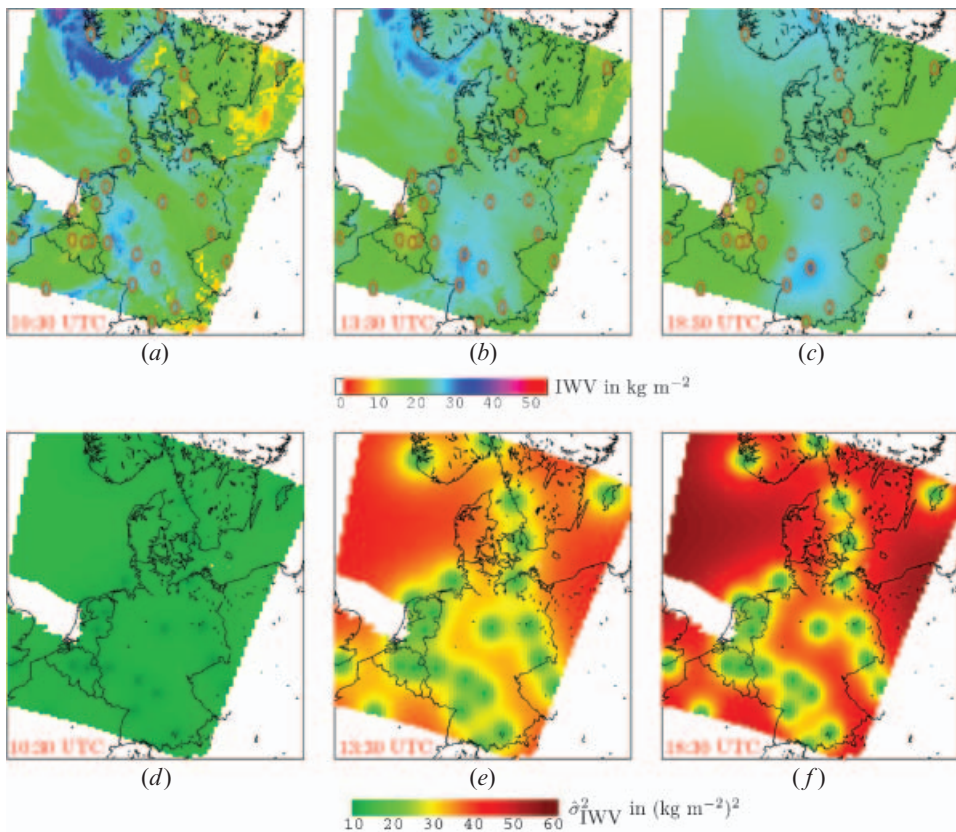 10:30 UTC
13:30 UTC
18:30 UTC
(a)
(b)
(c)
IWV in kg m−2
0 10 20 30 40 50
10:30 UTC
13:30 UTC
18:30 UTC
(d)
(e)
(f)
σ̂²IWV in (kg m−2)2
10 20 30 40 50 60